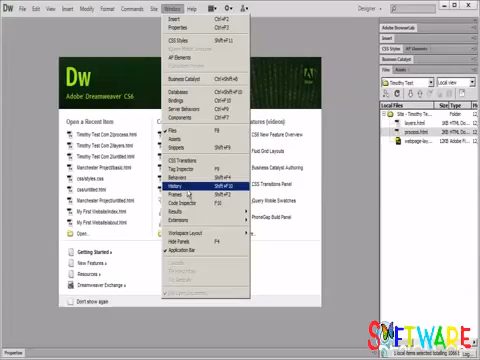 Dw File Edit View Insert Modify Format Commands Site Window Help Designer
Insert Ctrl+F2
Properties Ctrl+F3
CSS Styles Shift+F11
AP Elements
Business Catalyst Ctrl+Shift+B
Databases Ctrl+Shift+F10
Bindings Ctrl+F10
Server Behaviors Ctrl+F9
Components Ctrl+F7
Files F8
Assets
Snippets Shift+F9
CSS Transitions
Tag Inspector F9
Behaviors Shift+F4
History Shift+F10
Frames Shift+F2
Code Inspector F10
Results
Extensions
Workspace Layout
Hide Panels F4
Application Bar
Dw
Adobe Dreamweaver CS6
Adobe
Open a Recent Item
Timothy Test Com 2/process.html
Timothy Test Com 2/layers.html
Timothy Test Com/process.html
Manchester Project/untitled.html
css/styles.css
Manchester Project/untitled.html
My First Website/index.html
My First Website/about.html
Open...
CS6 New Feature Overview
Fluid Grid Layouts
Business Catalyst Authoring
CSS Transitions Panel
jQuery Mobile Swatches
PhoneGap Build Panel
Getting Started »
New Features »
Resources »
Dreamweaver Exchange »
Don't show again
Adobe BrowserLab
Insert
CSS Styles AP Elements
Business Catalyst
Files Assets
Timothy Test Local view
Local Files Size Type
Site - Timothy Test Com... Folder
layers.html 1KB HTML Do...
process.html 1KB HTML Do...
webpage-lay...
Properties
SOFTWARE